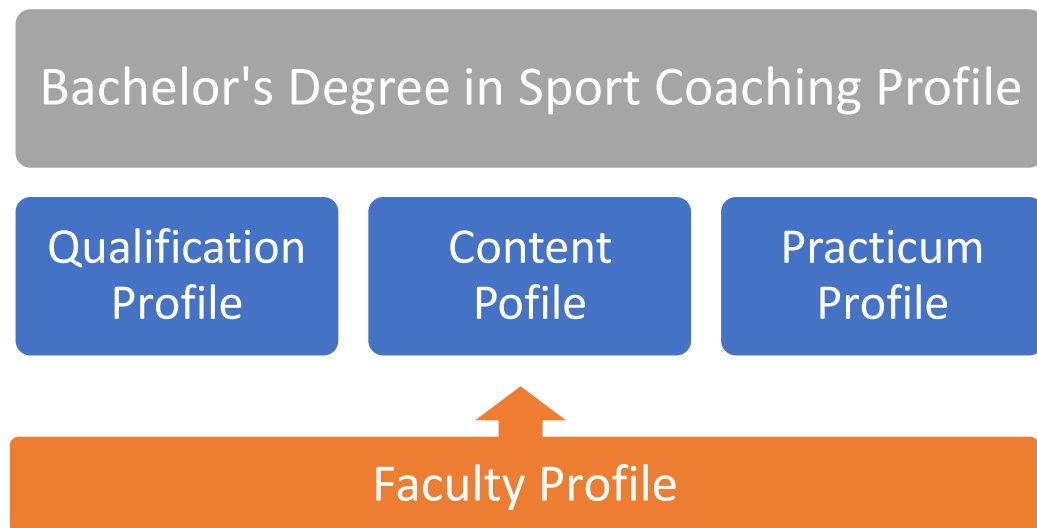 Bachelor's Degree in Sport Coaching Profile
Qualification
Profile
Content
Pofile
Practicum
Profile
Faculty Profile